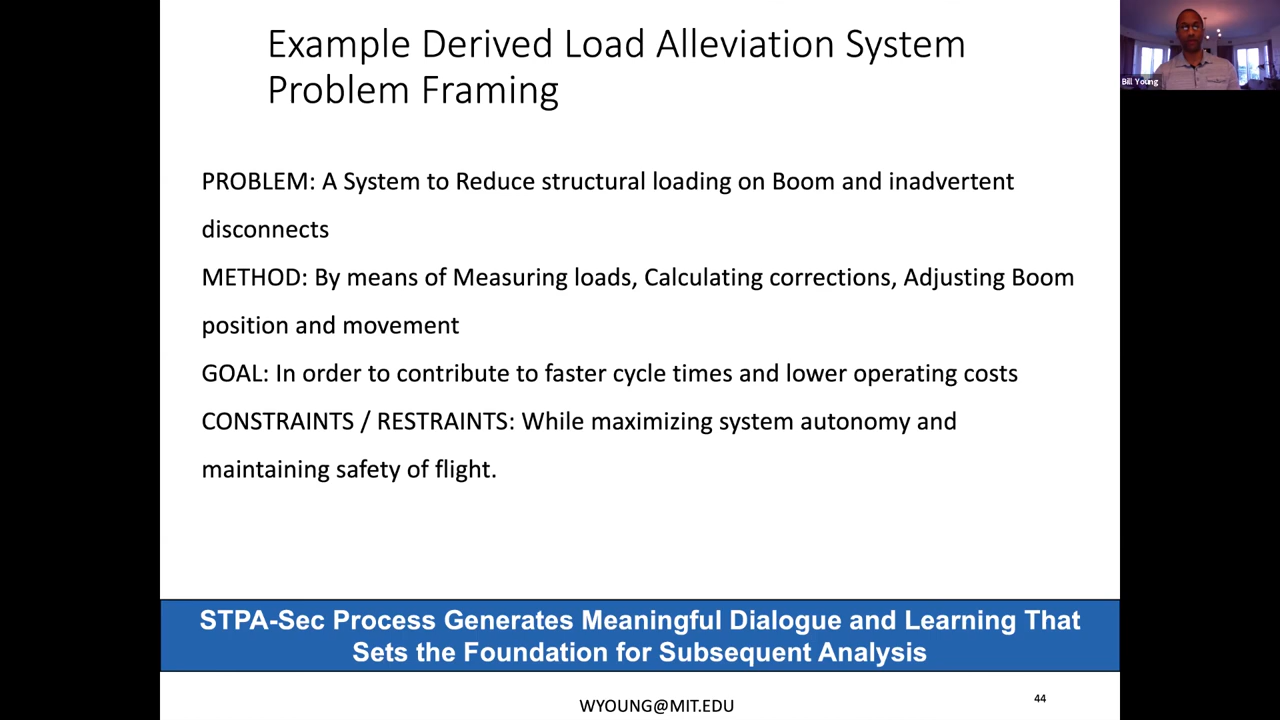 Example Derived Load Alleviation System
Problem Framing
Bill Young
PROBLEM: A System to Reduce structural loading on Boom and inadvertent
disconnects
METHOD: By means of Measuring loads, Calculating corrections, Adjusting Boom
position and movement
GOAL: In order to contribute to faster cycle times and lower operating costs
CONSTRAINTS / RESTRAINTS: While maximizing system autonomy and
maintaining safety of flight.
STPA-Sec Process Generates Meaningful Dialogue and Learning That
Sets the Foundation for Subsequent Analysis
WYOUNG@MIT.EDU
44